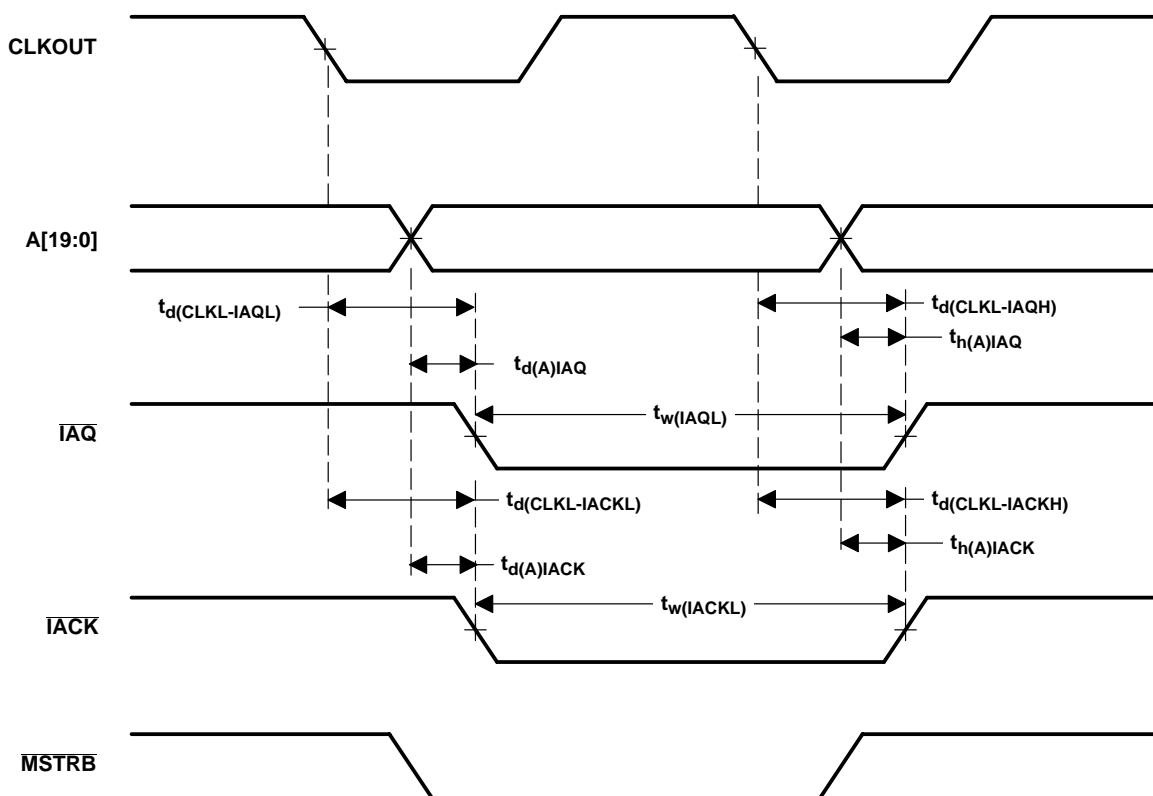 CLKOUT
A[19:0]
td(CLKL-IAQL)
td(CLKL-IAQH)
th(A)IAQ
td(A)IAQ
tw(IAQL)
IAQ
td(CLKL-IACKL)
td(CLKL-IACKH)
th(A)IACK
td(A)IACK
tw(IACKL)
IACK
MSTRB